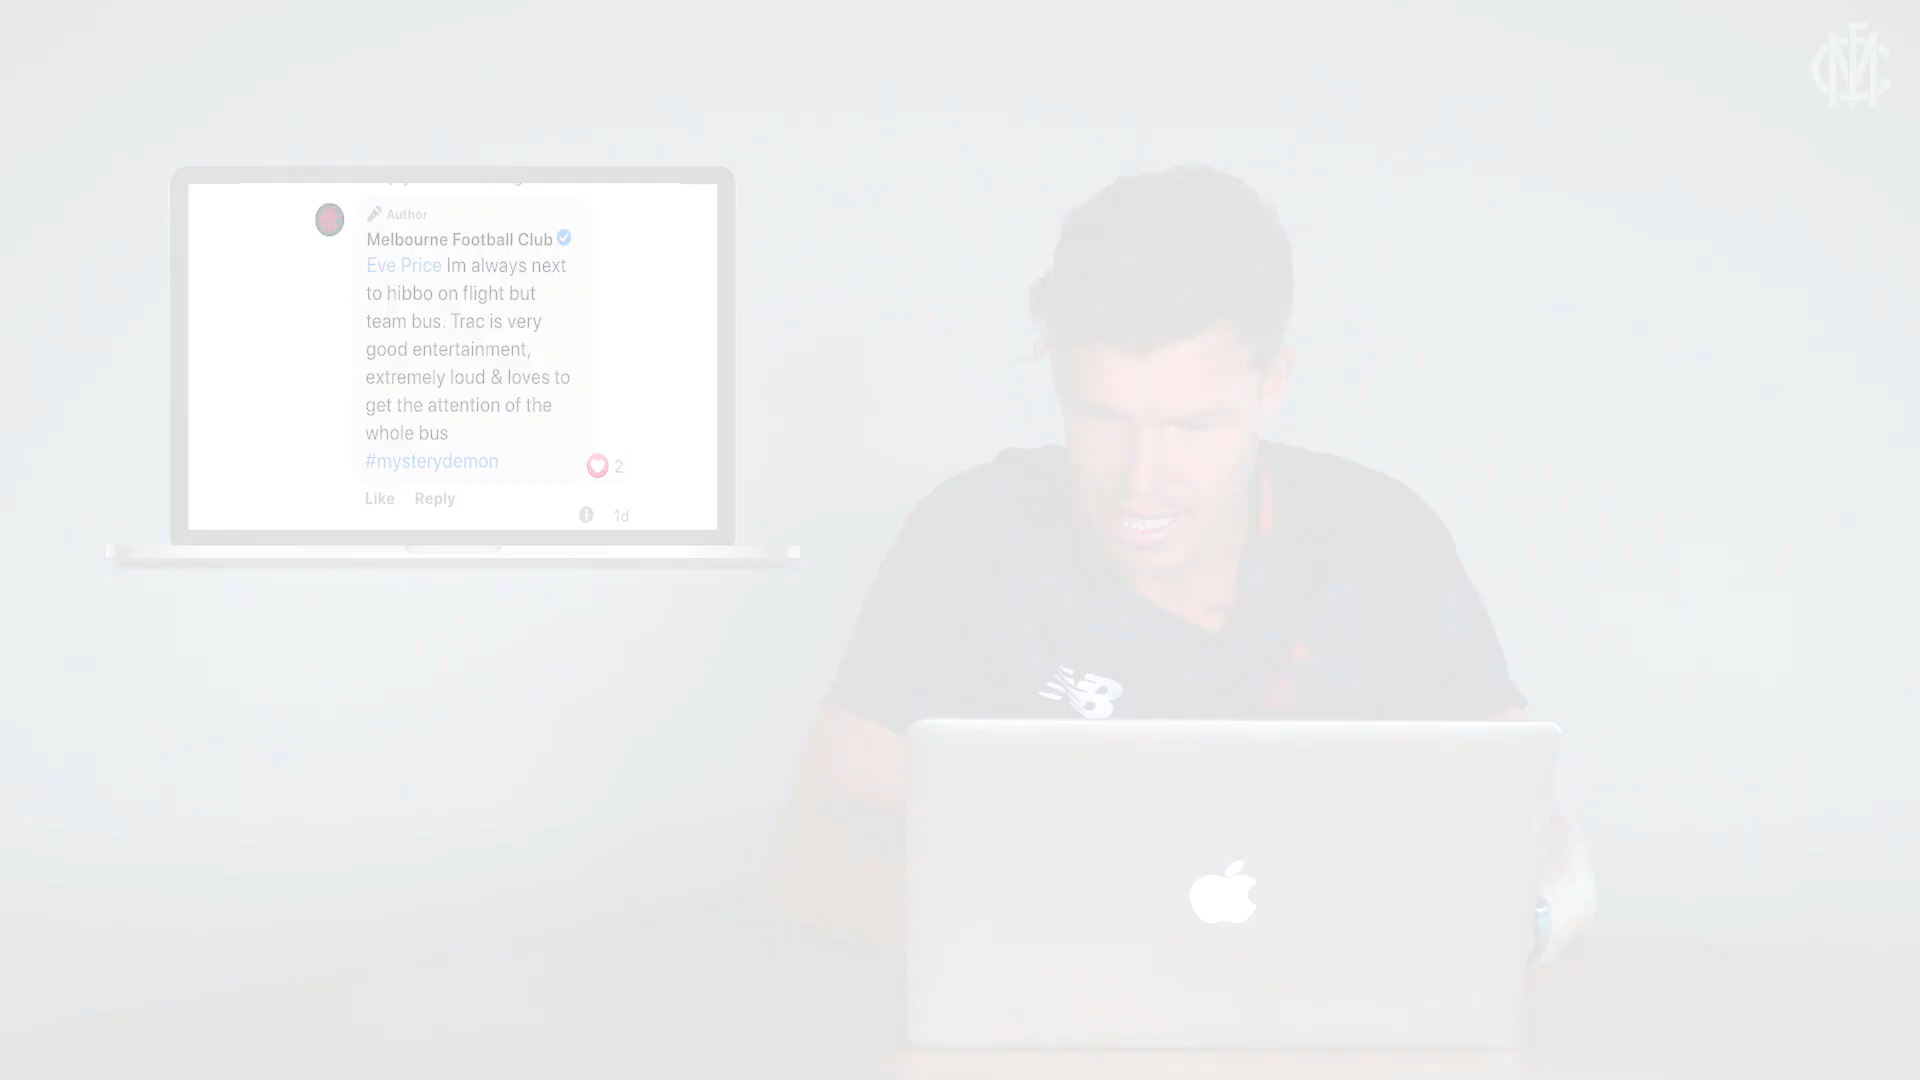 Author
Melbourne Football Club
Eve Price Im always next
to hibbo on flight but
team bus. Trac is very
good entertainment,
extremely loud & loves to
get the attention of the
whole bus
#mysterydemon
2
Like Reply
1d
NB